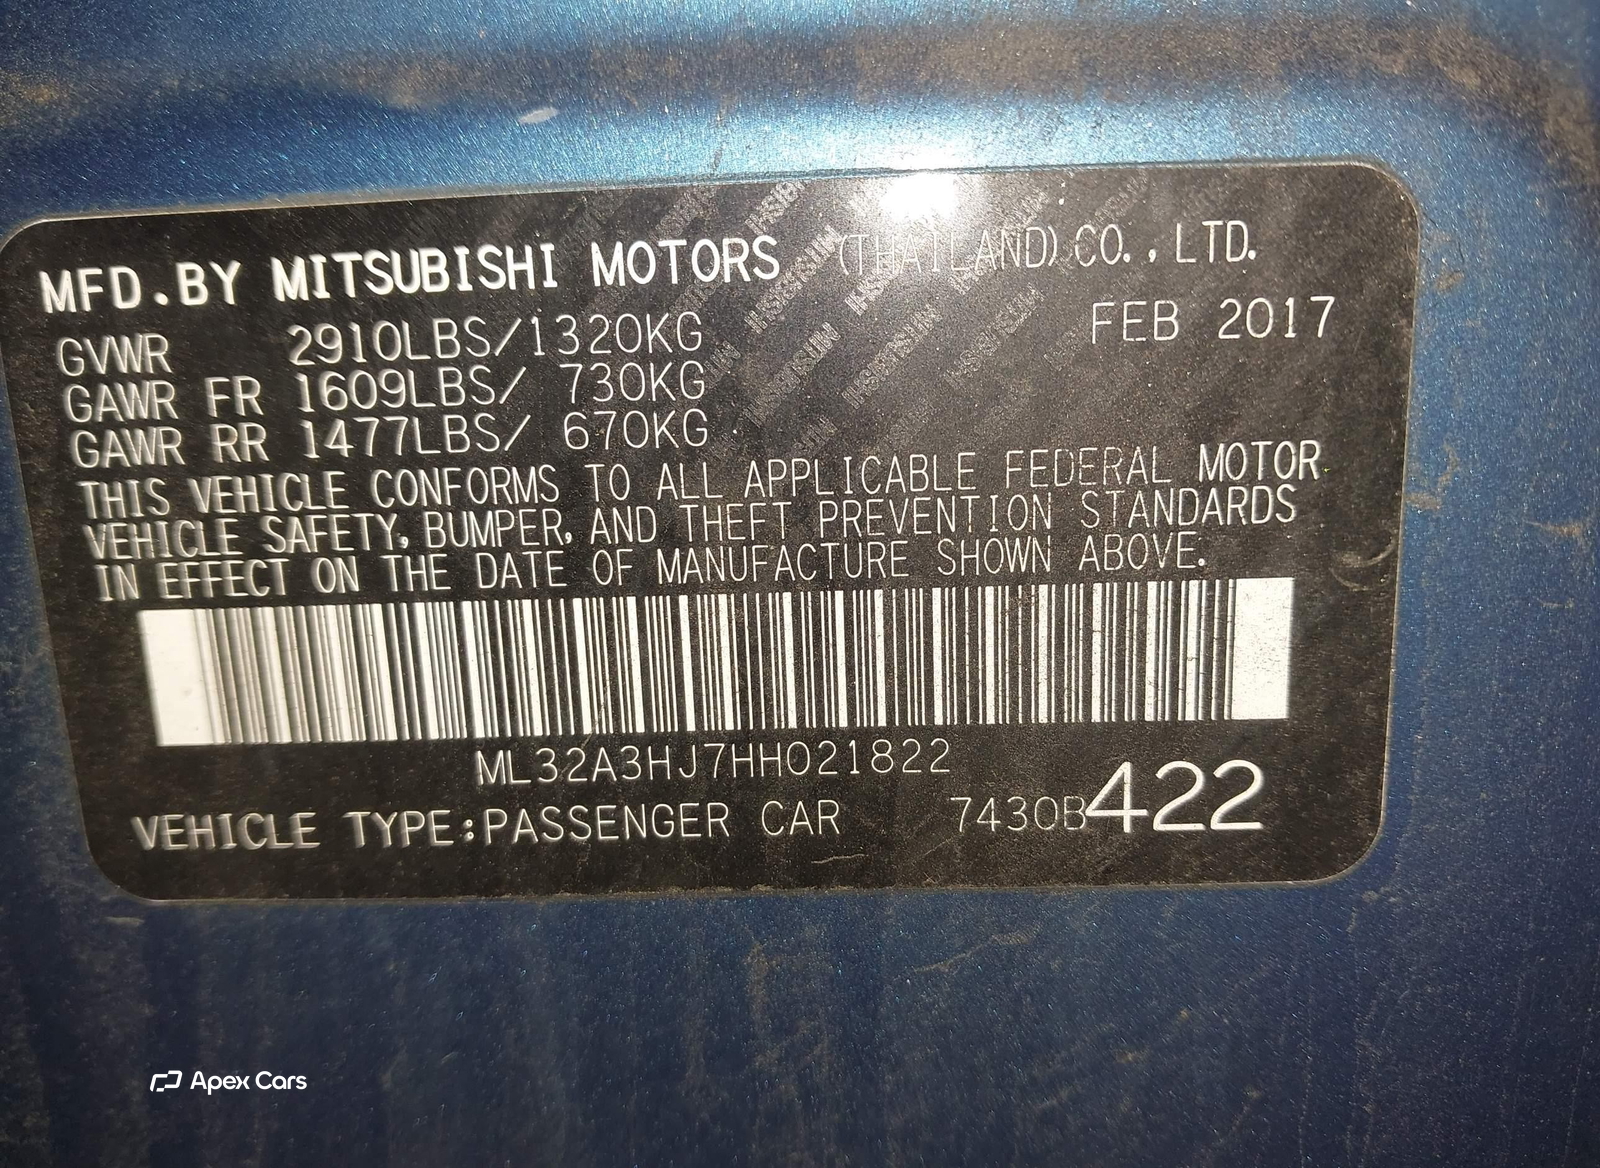 MFD.BY MITSUBISHI MOTORS (THAILAND) CO., LTD.
GVWR 2910LBS/1320KG FEB 2017
GAWR FR 1609LBS/ 730KG
GAWR RR 1477LBS/ 670KG
THIS VEHICLE CONFORMS TO ALL APPLICABLE FEDERAL MOTOR
VEHICLE SAFETY, BUMPER, AND THEFT PREVENTION STANDARDS
IN EFFECT ON THE DATE OF MANUFACTURE SHOWN ABOVE.
ML32A3HJ7HH021822
VEHICLE TYPE:PASSENGER CAR 7430B422
Apex Cars